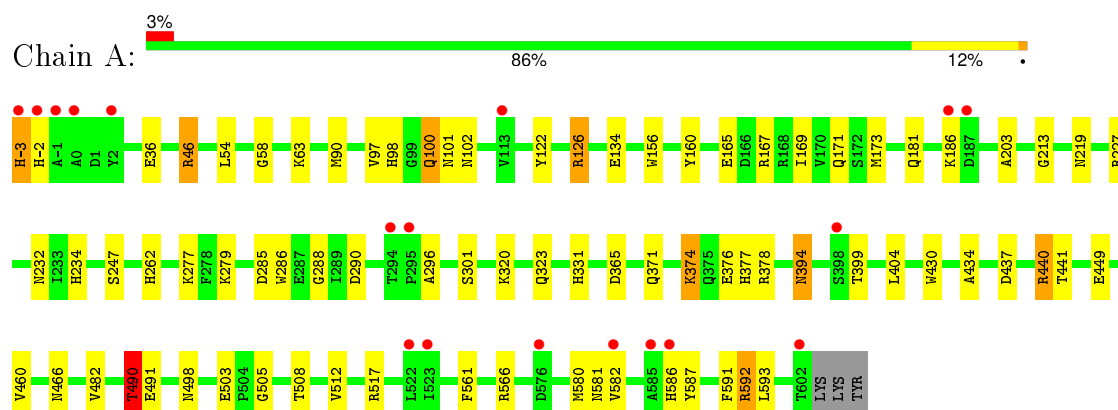 3%
Chain A:
86% 12% •
H-3 H-2 A-1 A0 D1 Y2 E36 R46 L54 G58 K63 M90 V97 H98 G99 Q100 N101 N102 V113 Y122 R126 E134 W156 Y160 E165 D166 R167 R168 I169 V170 Q171 S172 M173 Q181 K186 D187 A203 G213 N219
N232 I233 H234 S247 H262 K277 F278 K279 D285 W286 E287 G288 I289 D290 T294 P295 A296 S301 K320 Q323 H331 D365 Q371 K374 Q375 E376 H377 R378 N394 S398 T399 L404 W430 A434 D437 R440 T441 E449
V460 N466 V482 T490 E491 N498 E503 P504 G505 T508 V512 R517 L522 I523 F561 R566 D576 M580 N581 V582 A585 H586 Y587 F591 R592 L593 T602 LYS LYS TYR